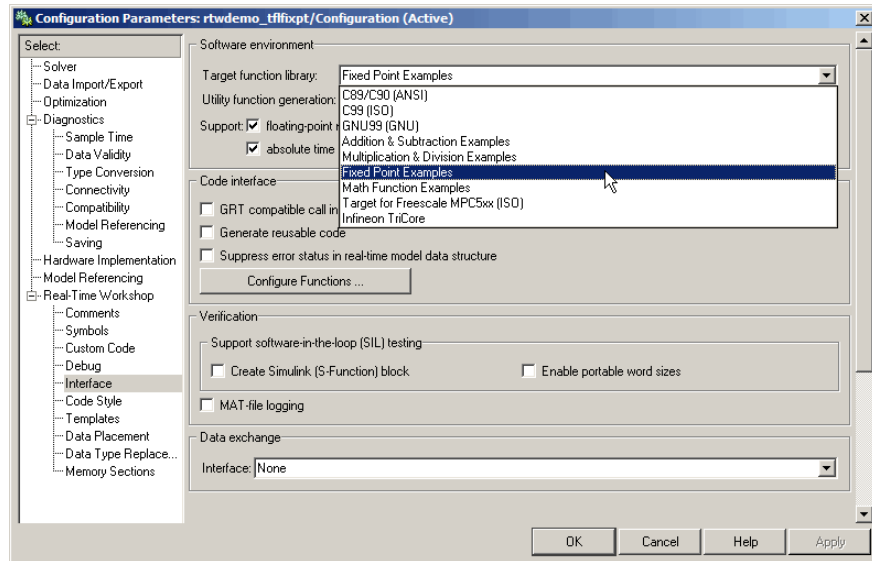 Configuration Parameters: rtwdemo_tflfixpt/Configuration (Active)
Select:
Solver
Data Import/Export
Optimization
Diagnostics
Sample Time
Data Validity
Type Conversion
Connectivity
Compatibility
Model Referencing
Saving
Hardware Implementation
Model Referencing
Real-Time Workshop
Comments
Symbols
Custom Code
Debug
Interface
Code Style
Templates
Data Placement
Data Type Replace...
Memory Sections
Software environment
Target function library: Fixed Point Examples
Utility function generation:
Support: floating-point
absolute time
C89/C90 (ANSI)
C99 (ISO)
GNU99 (GNU)
Addition & Subtraction Examples
Multiplication & Division Examples
Fixed Point Examples
Math Function Examples
Target for Freescale MPC5xx (ISO)
Infineon TriCore
Code interface
GRT compatible call in
Generate reusable code
Suppress error status in real-time model data structure
Configure Functions ...
Verification
Support software-in-the-loop (SIL) testing
Create Simulink (S-Function) block Enable portable word sizes
MAT-file logging
Data exchange
Interface: None
OK Cancel Help Apply